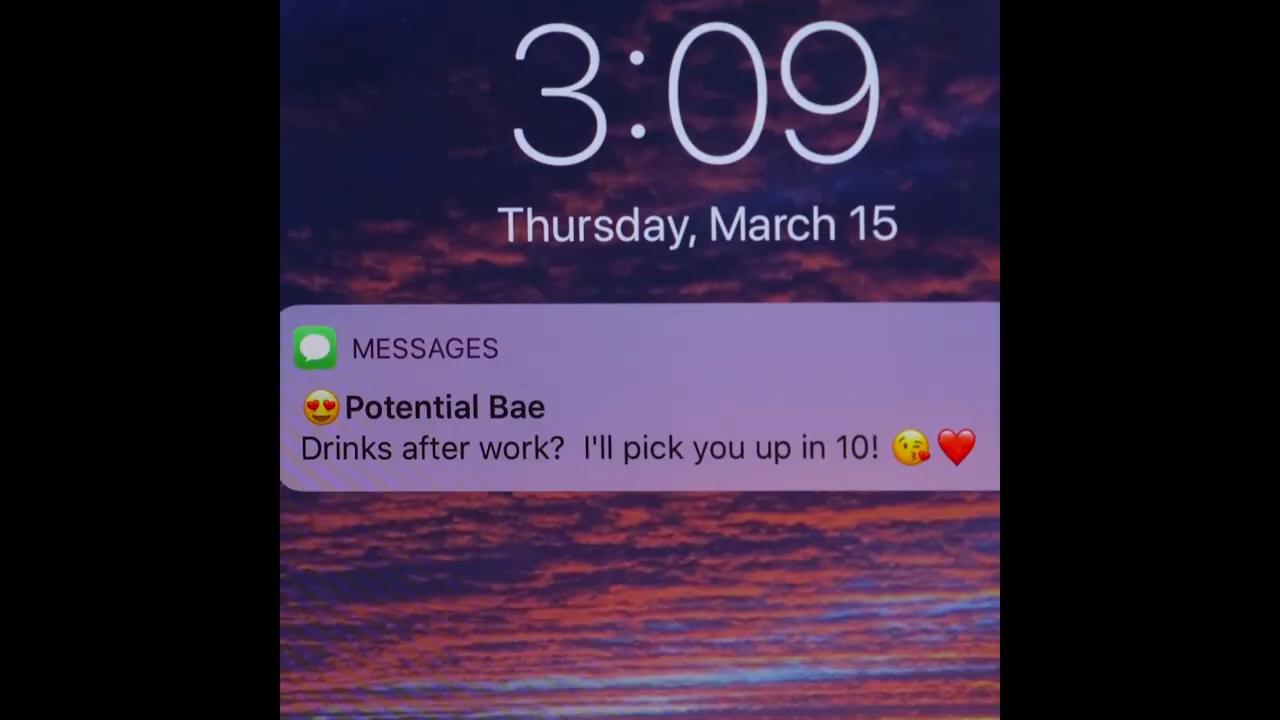 3:09
Thursday, March 15
MESSAGES
😍Potential Bae
Drinks after work?  I'll pick you up in 10! 😘❤️